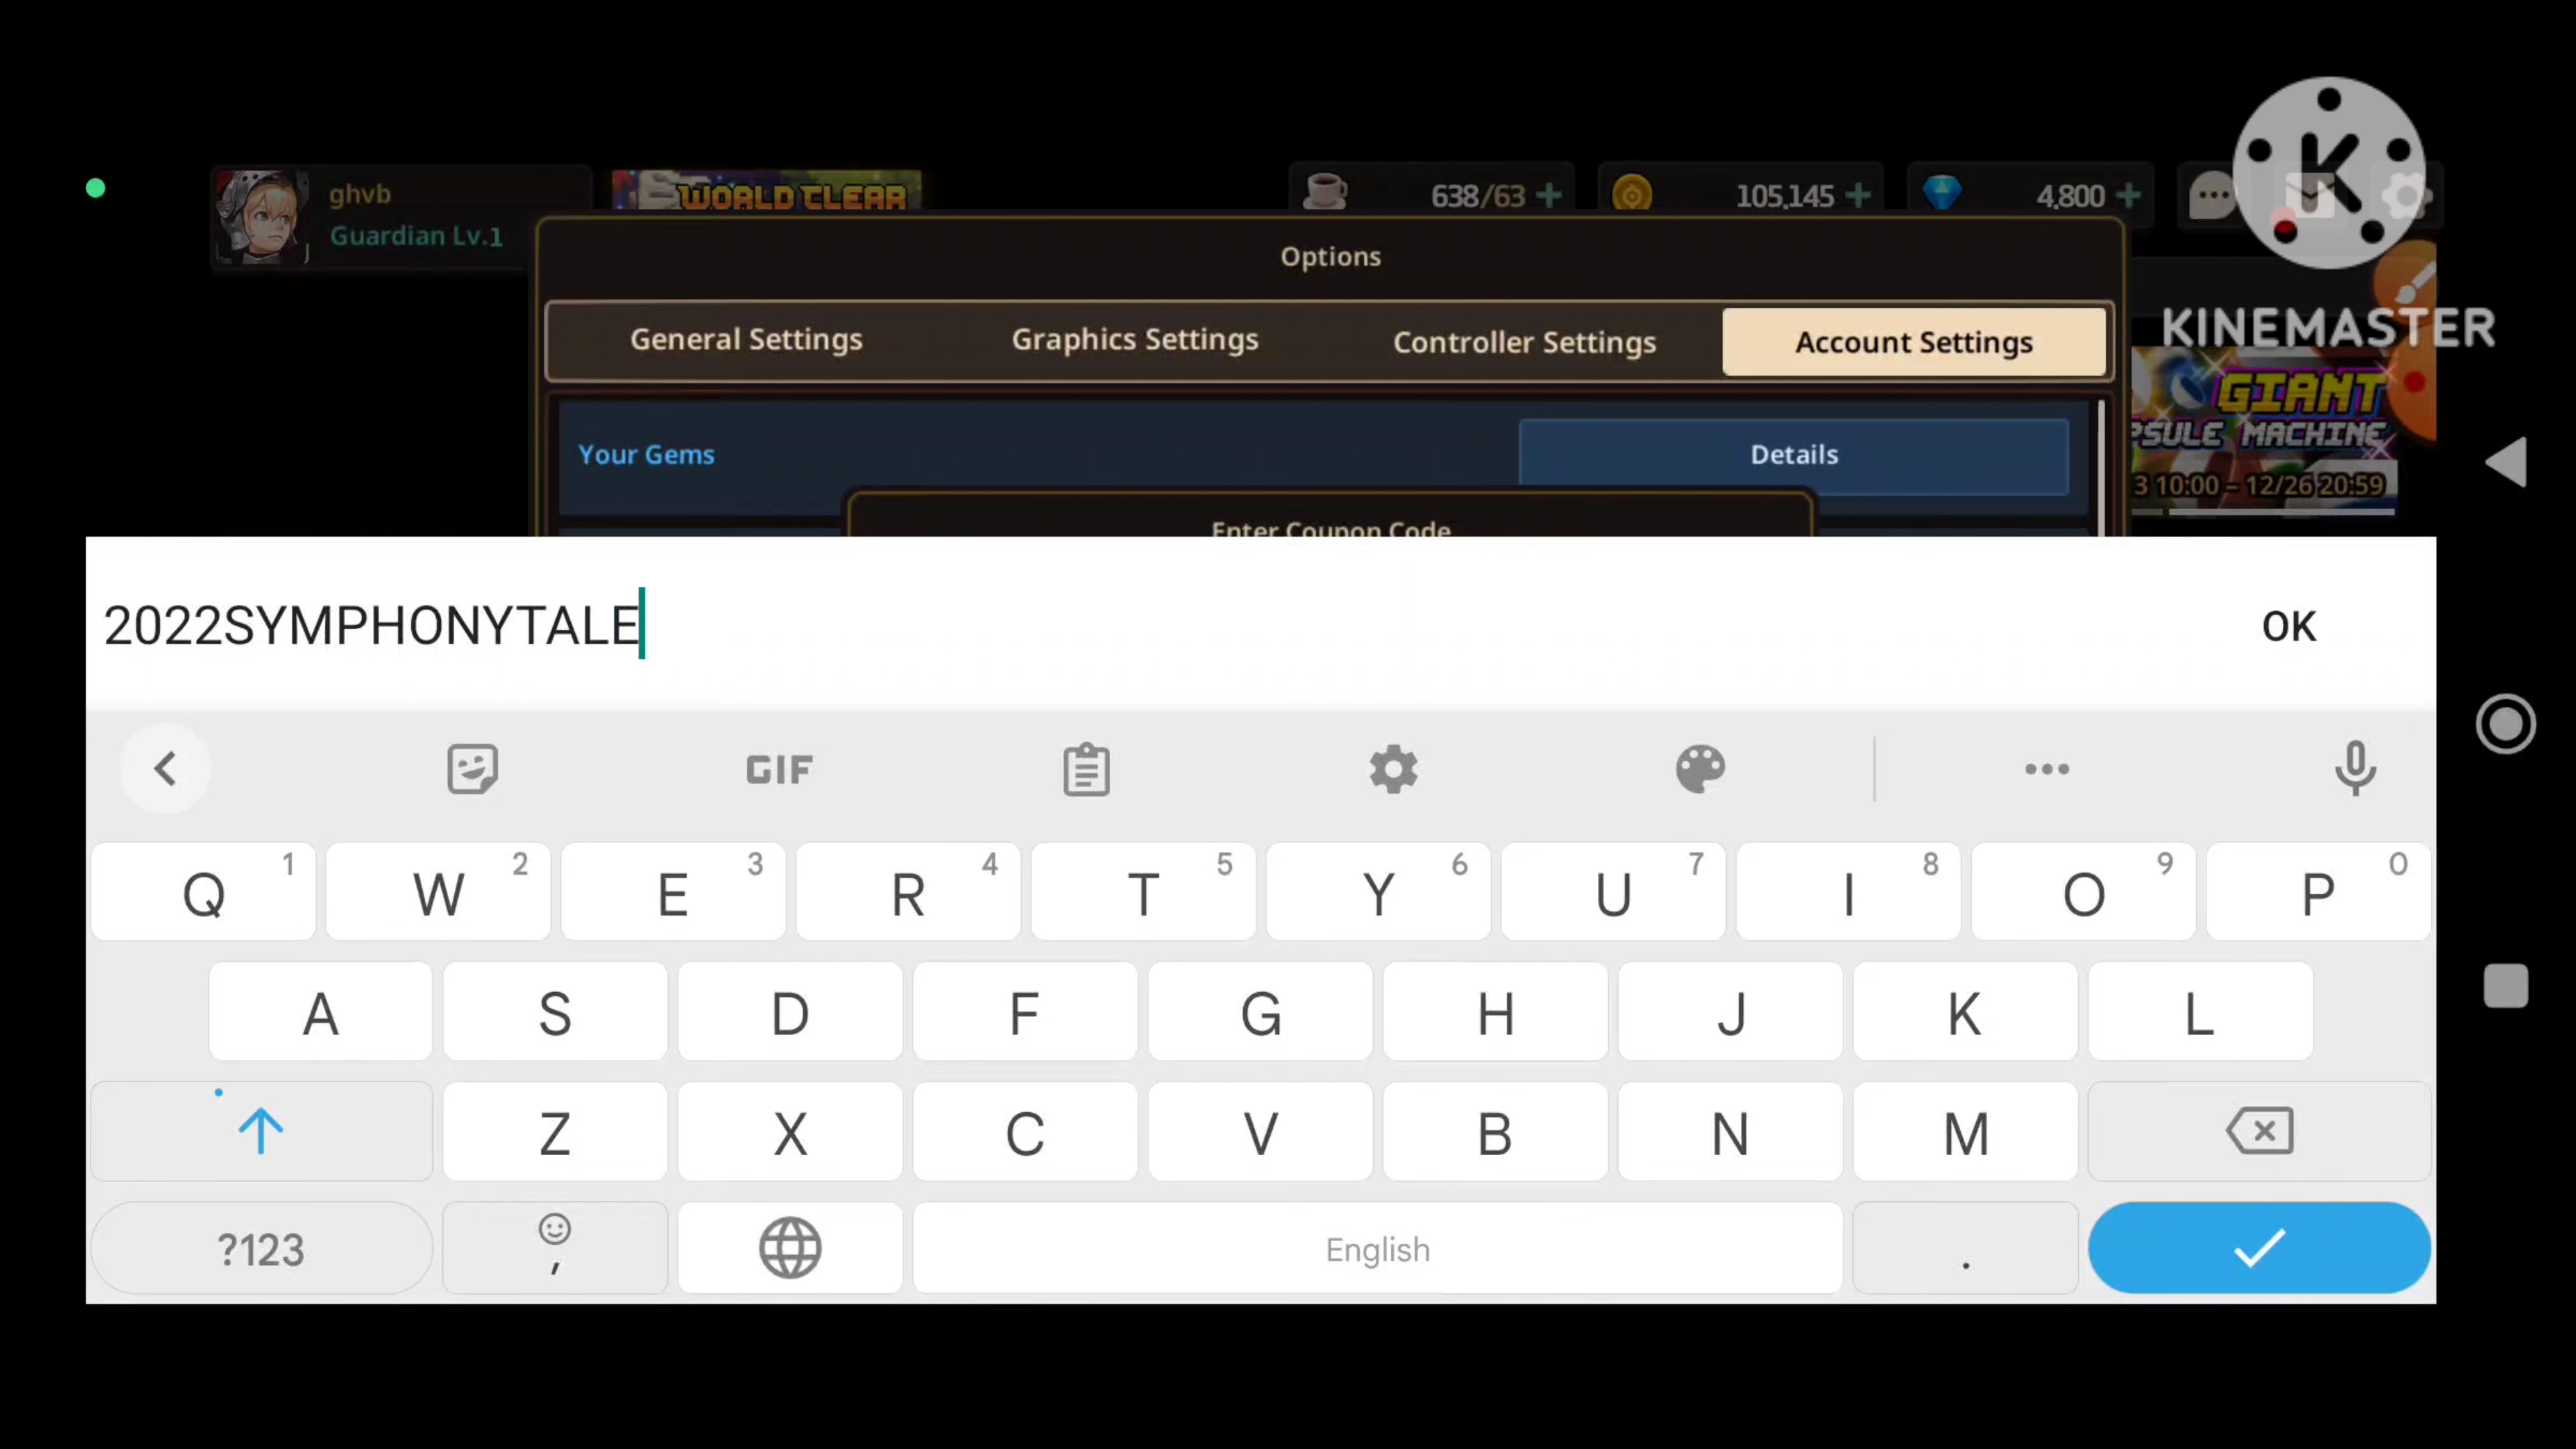 ghvb
Guardian Lv.1
WORLD CLEAR
638/63
105,145
4,800
K
KINEMASTER
Options
General Settings
Graphics Settings
Controller Settings
Account Settings
Your Gems
Details
GIANT
PSULE MACHINE
3 10:00 – 12/26 20:59
Enter Coupon Code
2022SYMPHONYTALE
OK
GIF
Q 1 W 2 E 3 R 4 T 5 Y 6 U 7 I 8 O 9 P 0
A S D F G H J K L
Z X C V B N M
?123 , English .